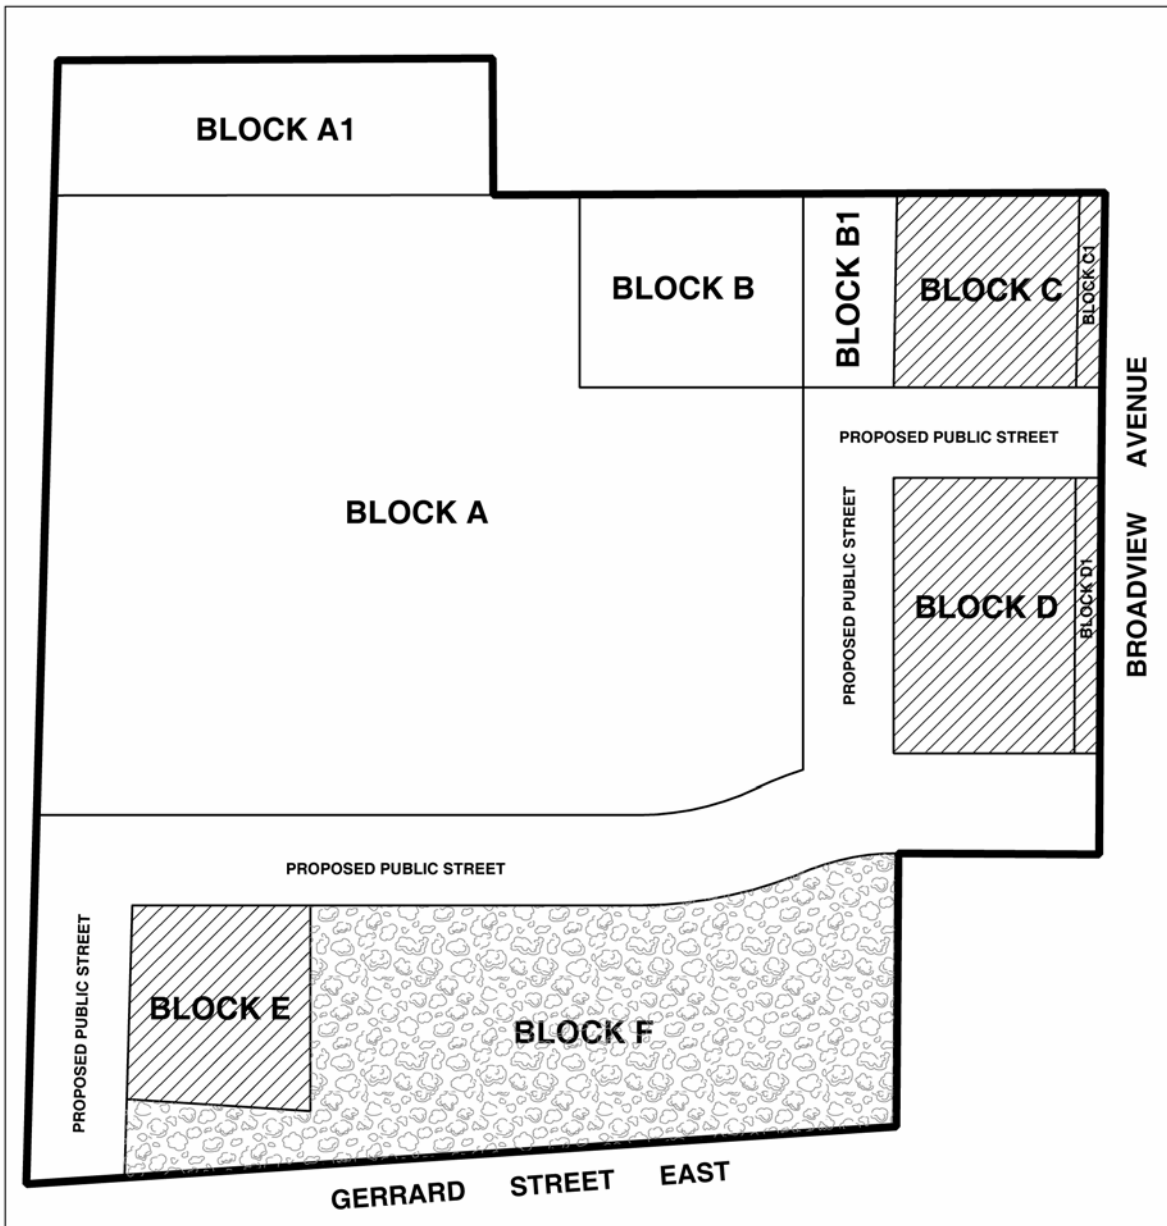 BLOCK A1
BLOCK B
BLOCK B1
BLOCK C
BLOCK C1
PROPOSED PUBLIC STREET
BROADVIEW AVENUE
BLOCK A
PROPOSED PUBLIC STREET
BLOCK D
BLOCK D1
PROPOSED PUBLIC STREET
PROPOSED PUBLIC STREET
BLOCK E
BLOCK F
GERRARD STREET EAST